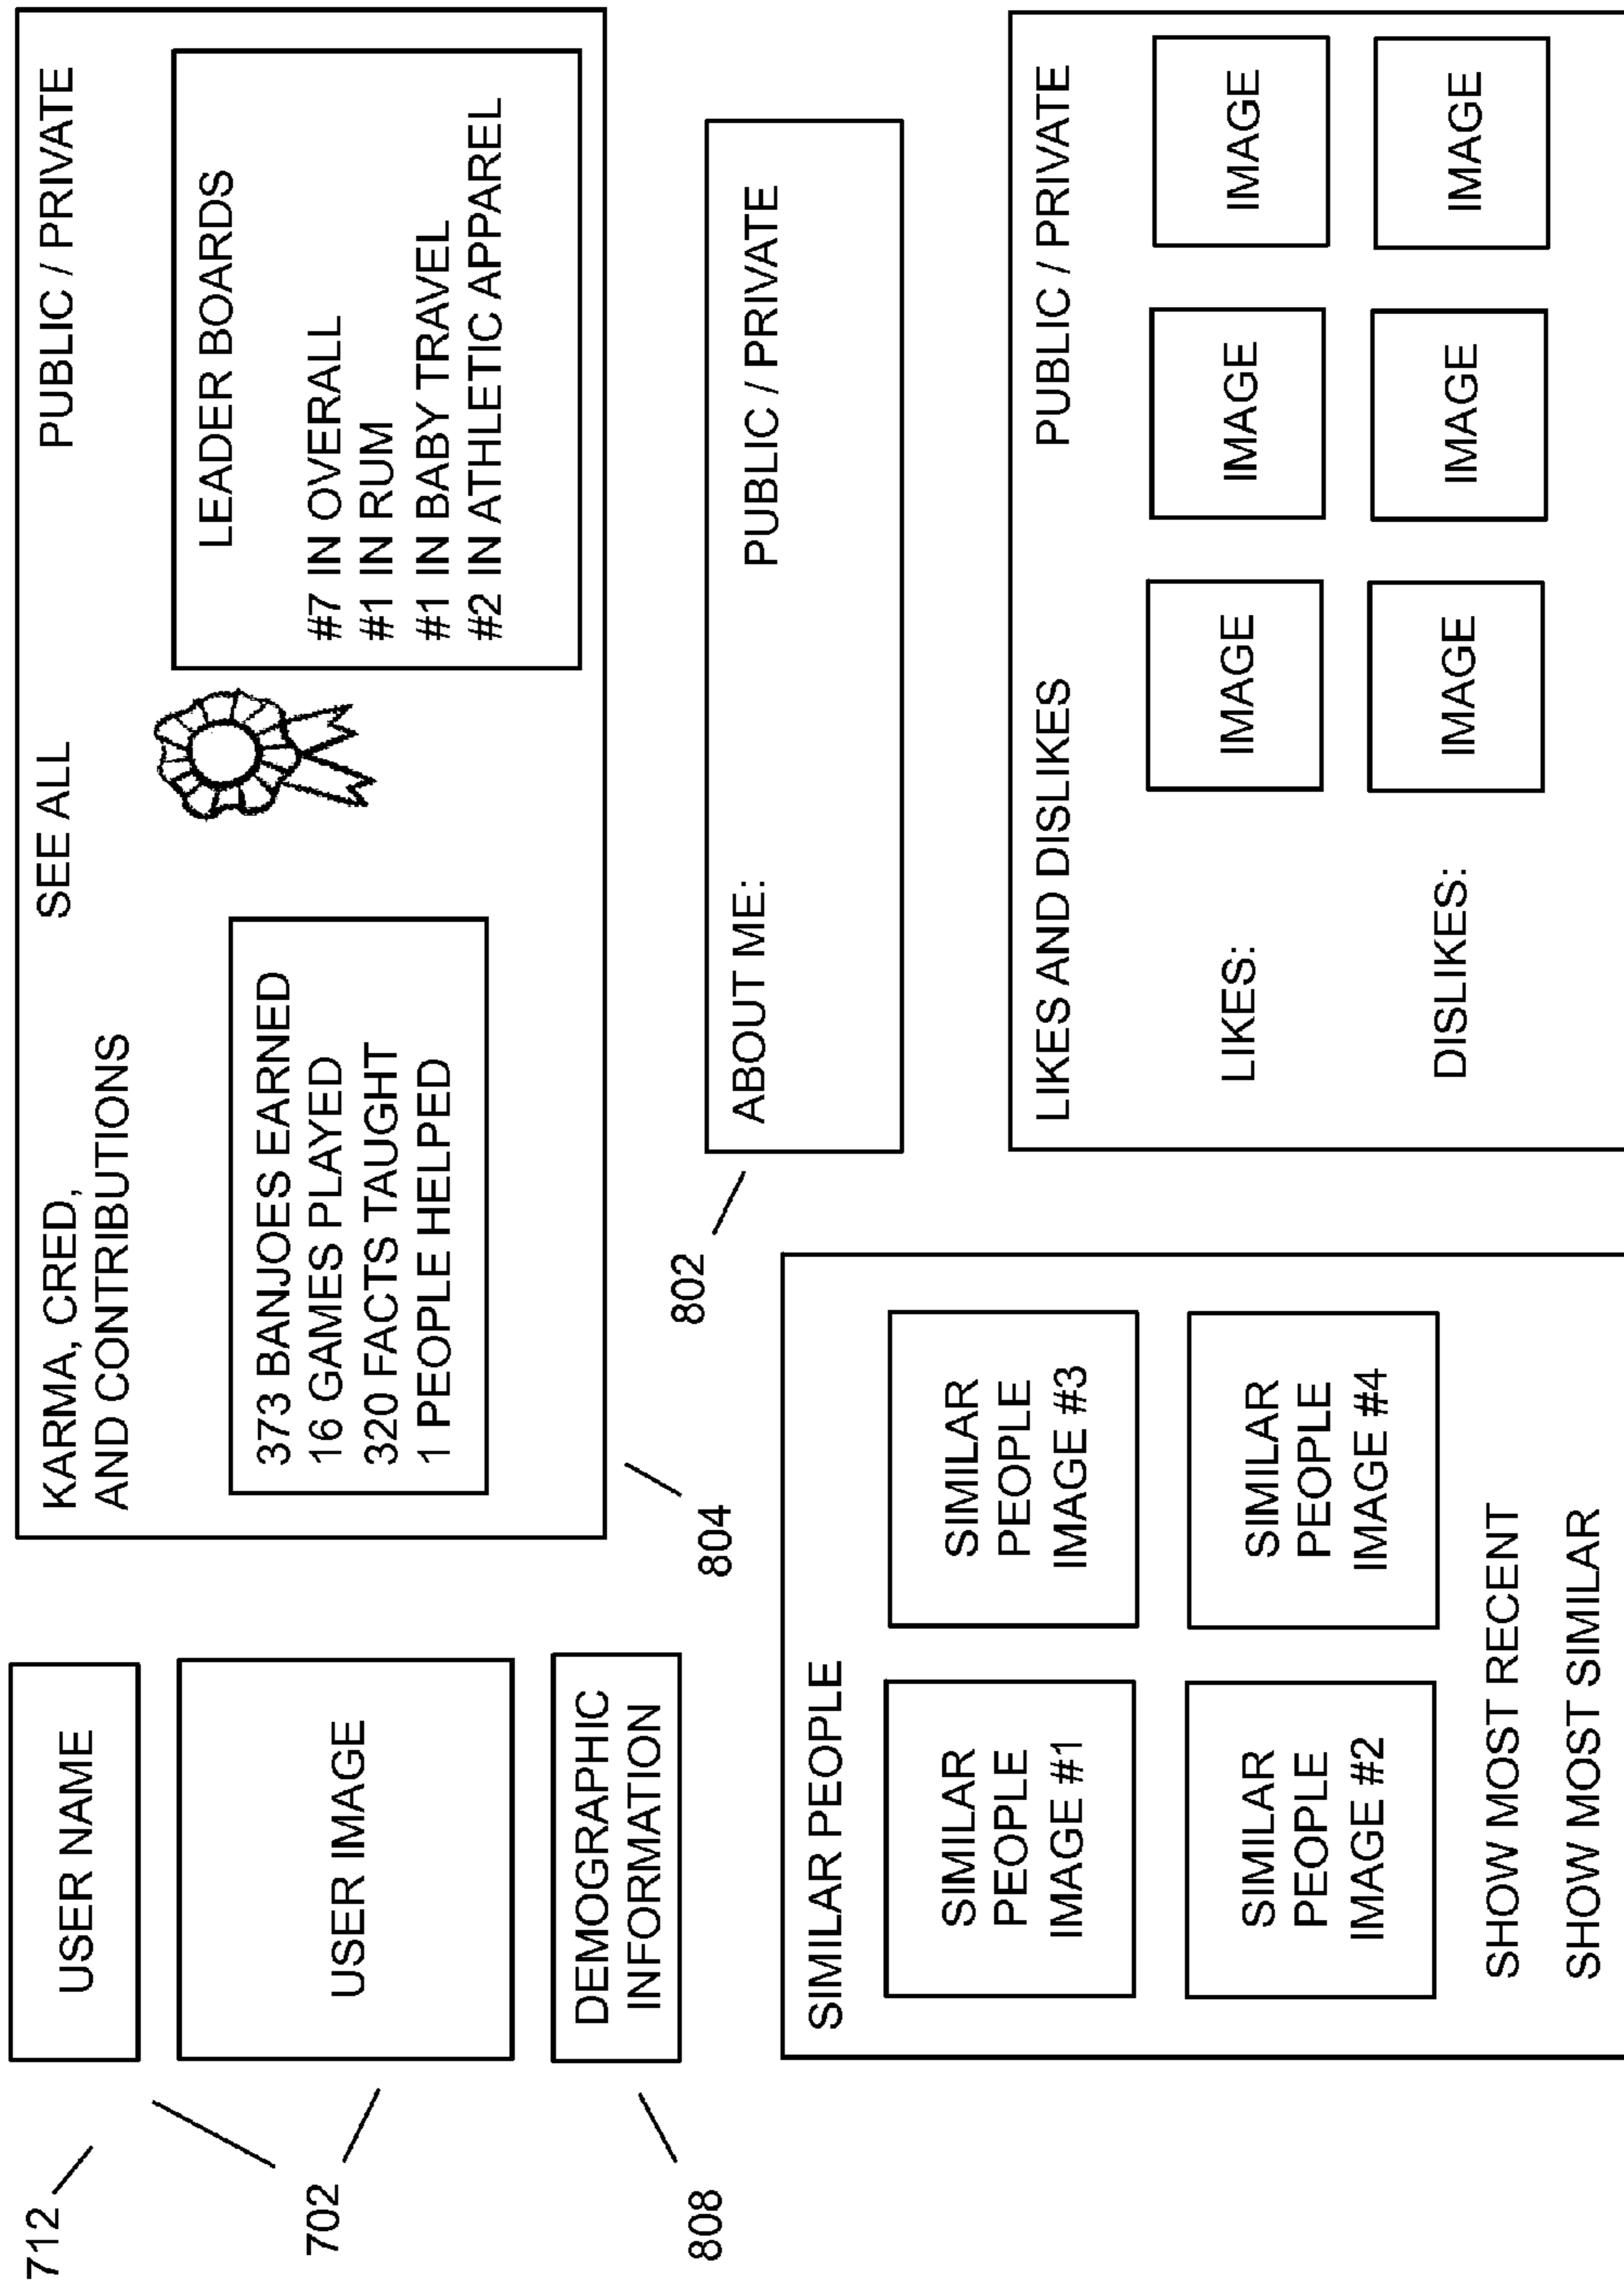 712
702
USER NAME
USER IMAGE
808
DEMOGRAPHIC
INFORMATION
KARMA, CRED,
AND CONTRIBUTIONS
SEE ALL
PUBLIC / PRIVATE
373 BANJOES EARNED
16 GAMES PLAYED
320 FACTS TAUGHT
1 PEOPLE HELPED
LEADER BOARDS
#7 IN OVERALL
#1 IN RUM
#1 IN BABY TRAVEL
#2 IN ATHLETIC APPAREL
804
802
ABOUT ME:
PUBLIC / PRIVATE
SIMILAR PEOPLE
SIMILAR
PEOPLE
IMAGE #1
SIMILAR
PEOPLE
IMAGE #3
SIMILAR
PEOPLE
IMAGE #2
SIMILAR
PEOPLE
IMAGE #4
SHOW MOST RECENT
SHOW MOST SIMILAR
LIKES AND DISLIKES
PUBLIC / PRIVATE
LIKES:
IMAGE
IMAGE
IMAGE
DISLIKES:
IMAGE
IMAGE
IMAGE